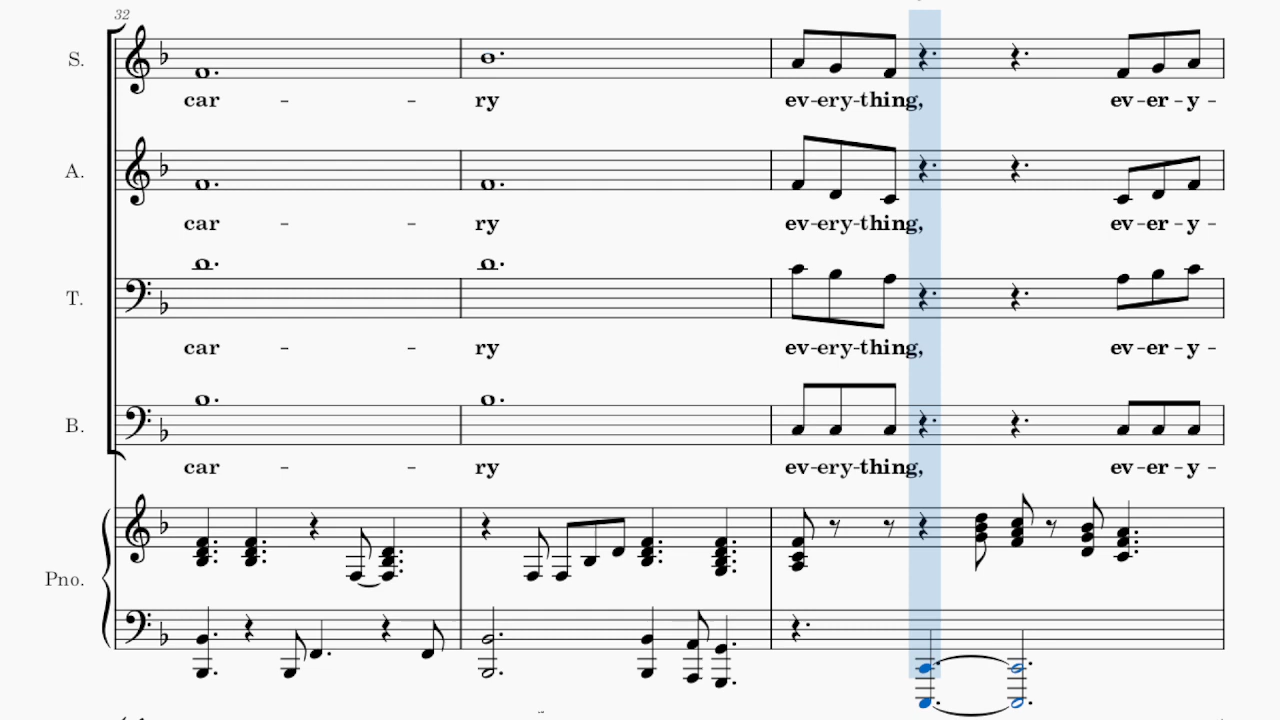 32
S.
car - - ry ev-ery-thing, ev-er-y-
A.
car - - ry ev-ery-thing, ev-er-y-
T.
car - - ry ev-ery-thing, ev-er-y-
B.
car - - ry ev-ery-thing, ev-er-y-
Pno.